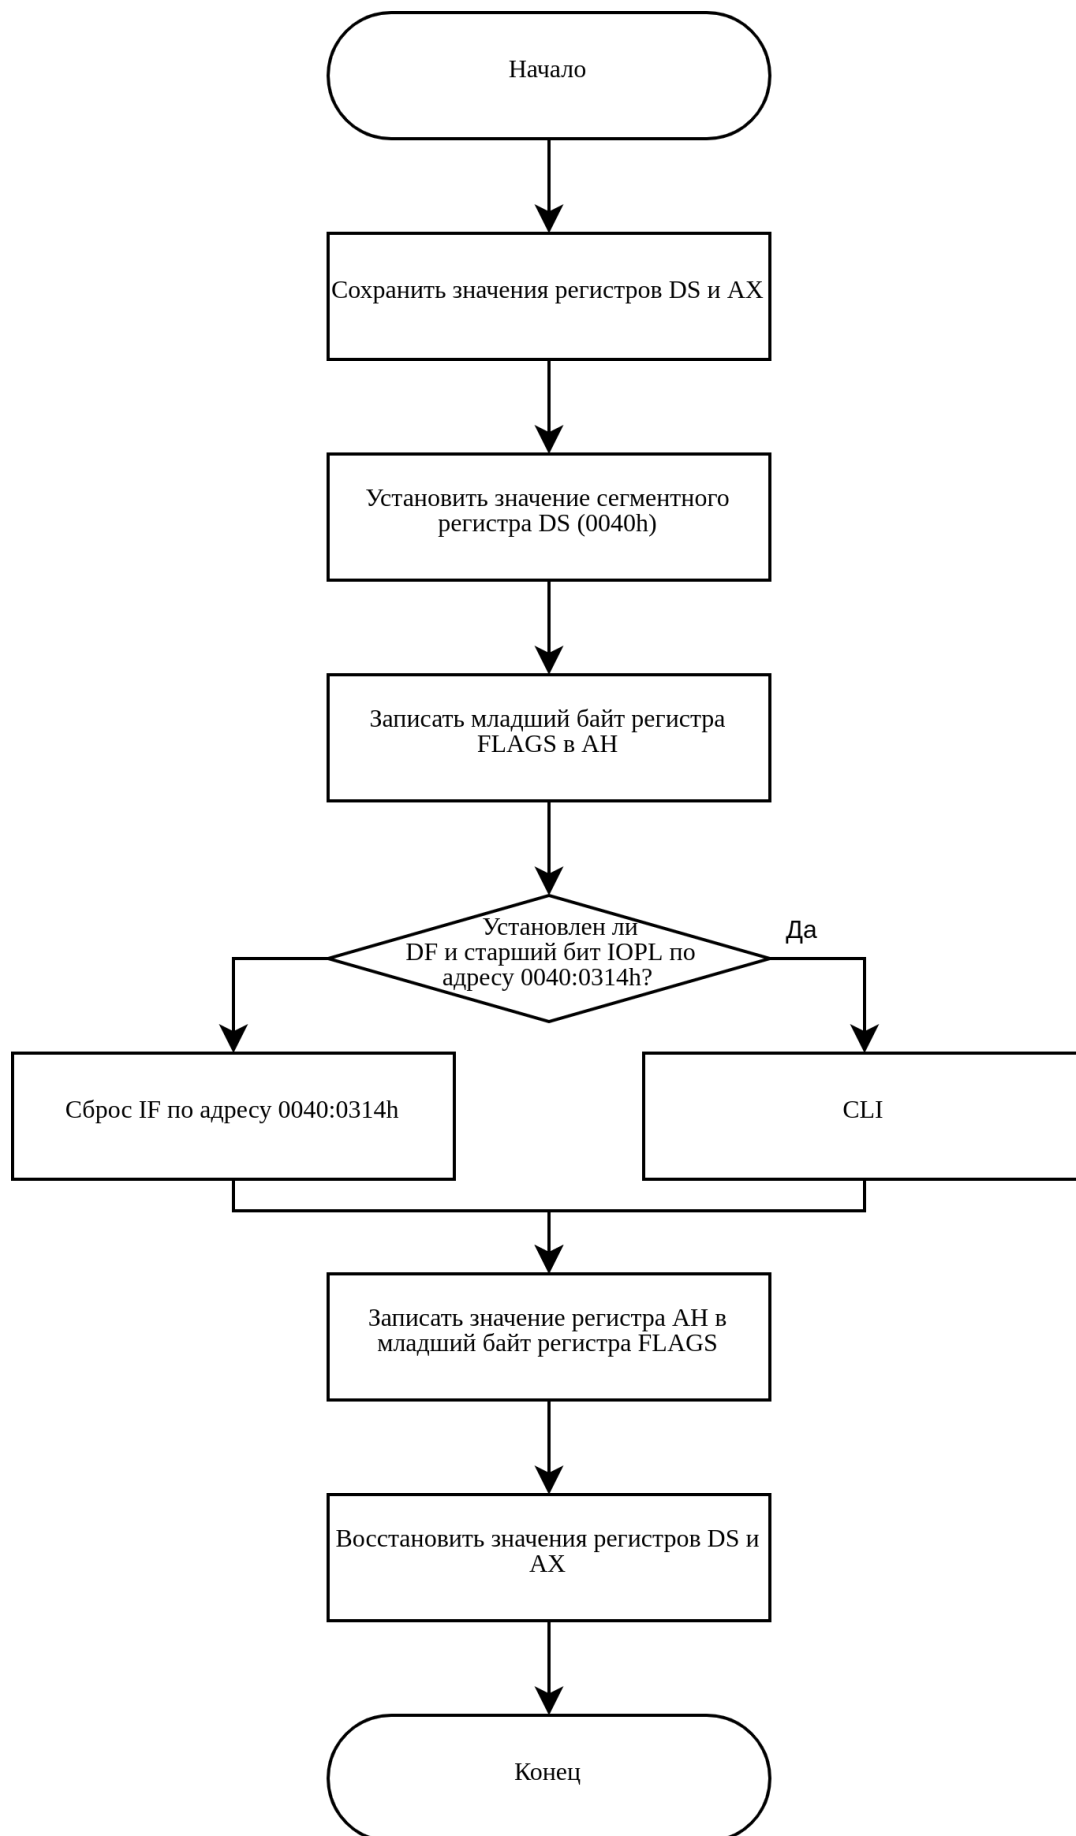 Начало
Сохранить значения регистров DS и AX
Установить значение сегментного
регистра DS (0040h)
Записать младший байт регистра
FLAGS в AH
Установлен ли
DF и старший бит IOPL по
адресу 0040:0314h?
Да
Сброс IF по адресу 0040:0314h
CLI
Записать значение регистра AH в
младший байт регистра FLAGS
Восстановить значения регистров DS и
AX
Конец